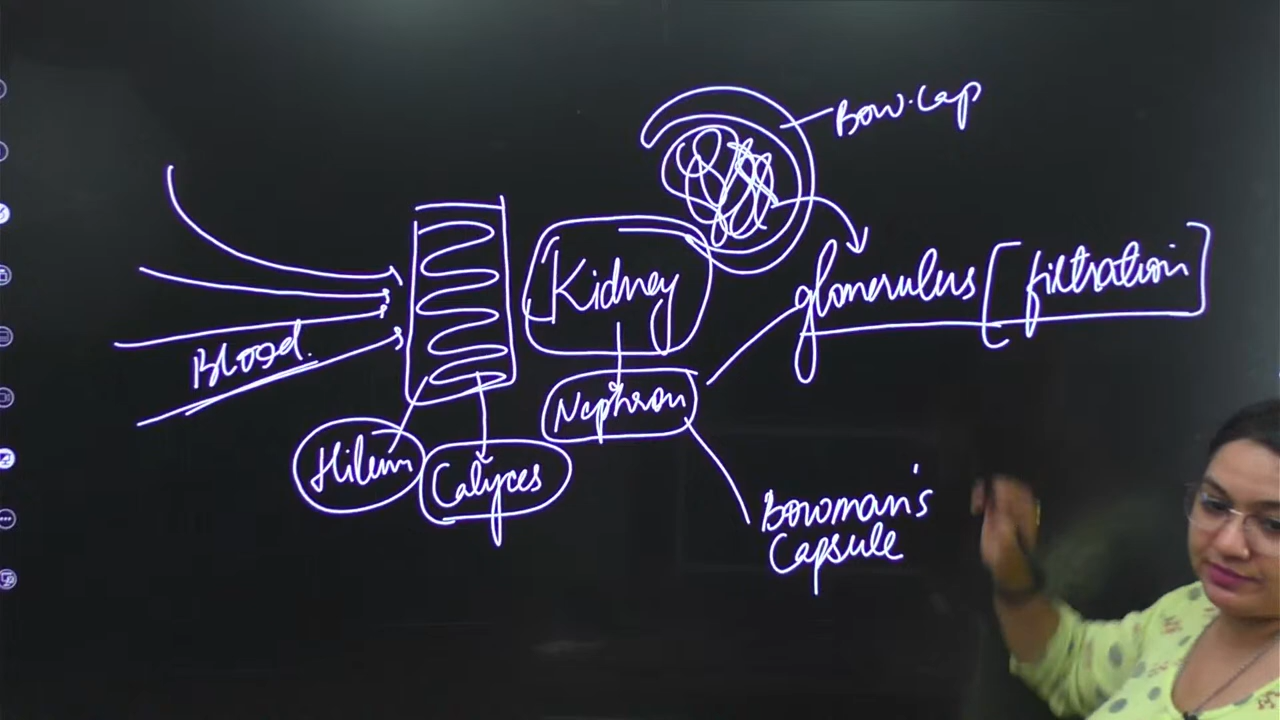 Bow.Cap
Kidney
glomerulus [filtration]
Blood.
Nephron
Hilum
Calyces
Bowman's
Capsule